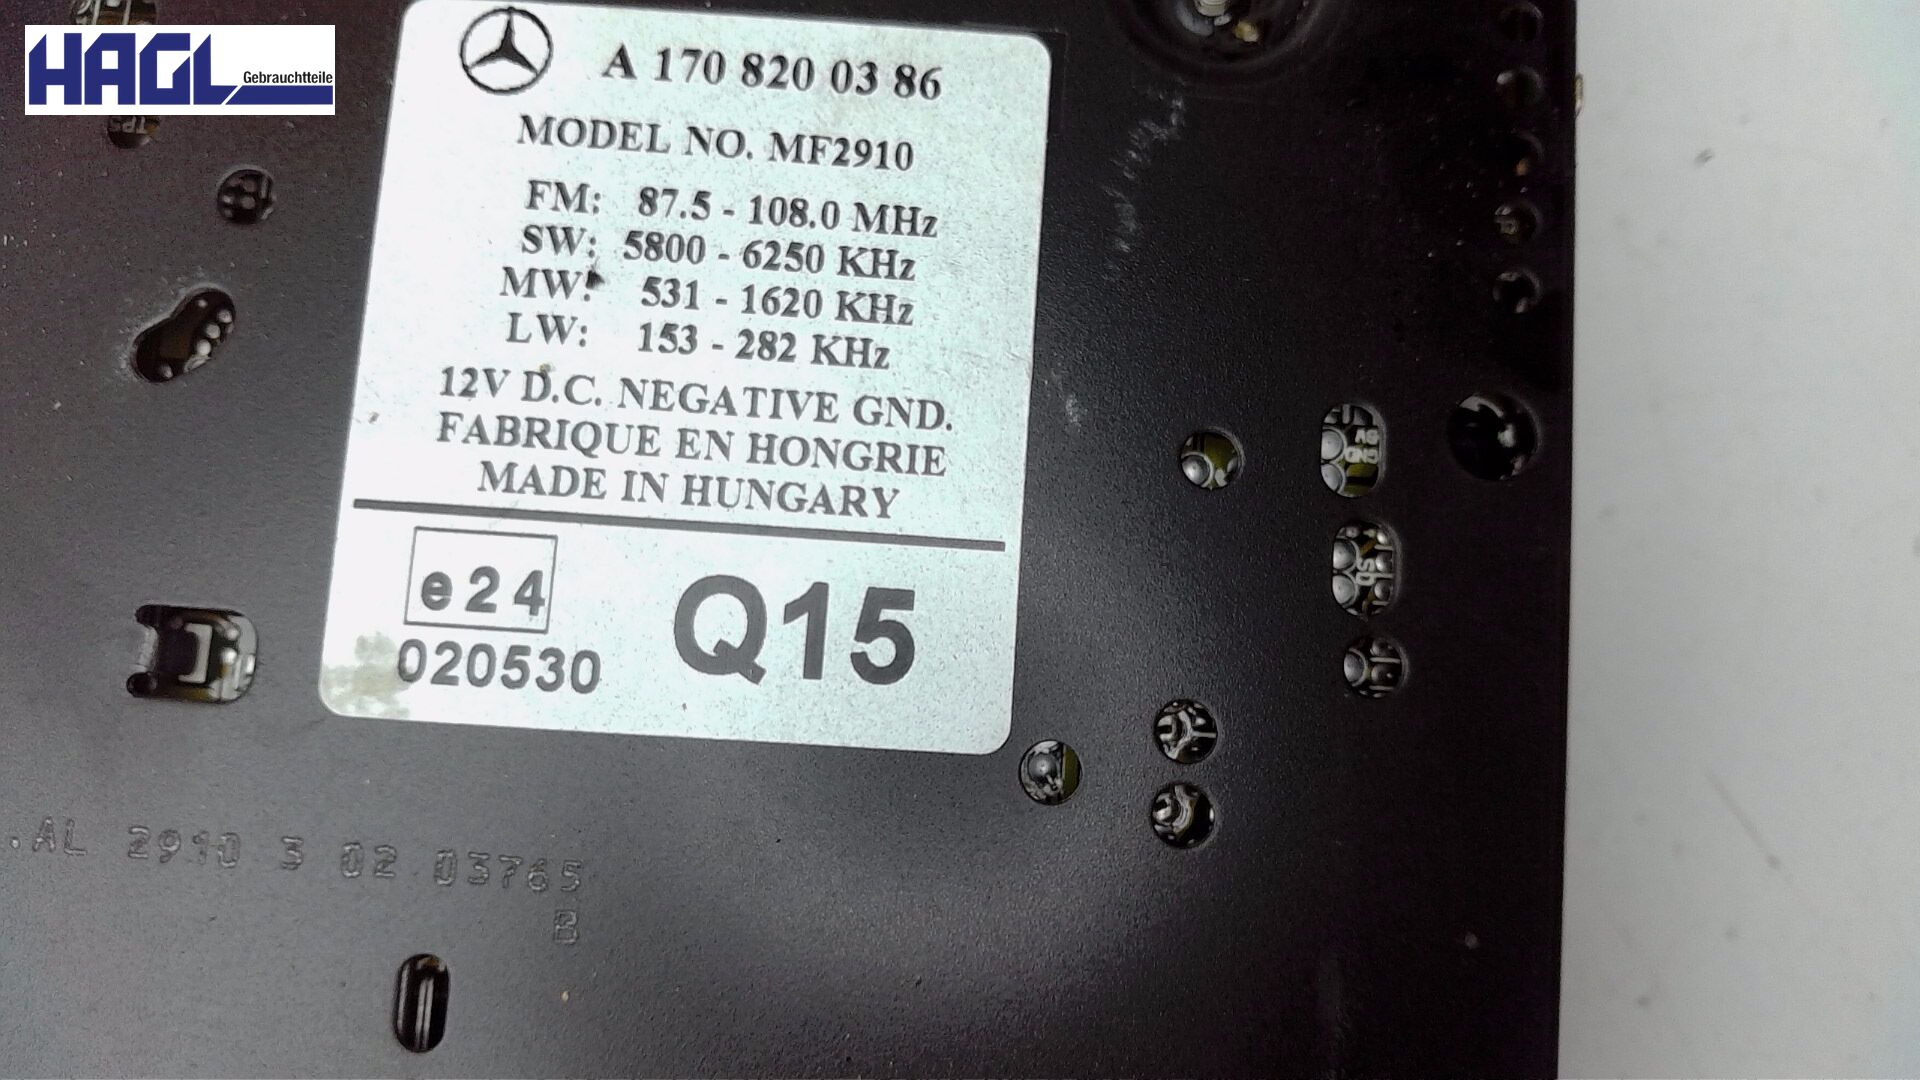 HAGL Gebrauchtteile
A 170 820 03 86
MODEL NO. MF2910
FM: 87.5 - 108.0 MHz
SW: 5800 - 6250 KHz
MW: 531 - 1620 KHz
LW: 153 - 282 KHz
12V D.C. NEGATIVE GND.
FABRIQUE EN HONGRIE
MADE IN HUNGARY
e24
020530
Q15
.AL 2910 3 02 03765
B
TP5
GND